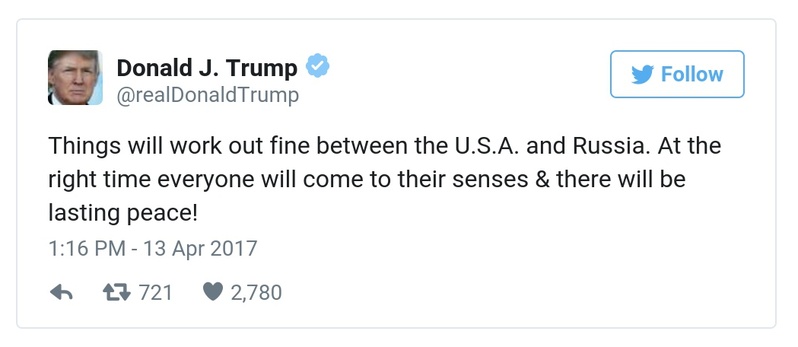 Donald J. Trump
@realDonaldTrump
Follow
Things will work out fine between the U.S.A. and Russia. At the
right time everyone will come to their senses & there will be
lasting peace!
1:16 PM - 13 Apr 2017
721 2,780